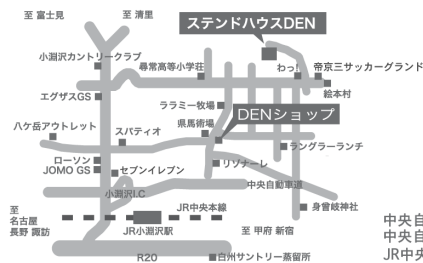 至 富士見
至 清里
ステンドハウスDEN
小淵沢カントリークラブ
尋常高等小学荘
わっ!
帝京三サッカーグランド
エグザスGS
絵本村
ララミー牧場
DENショップ
八ケ岳アウトレット
スパティオ
県馬術場
ラングラーランチ
ローソン
JOMO GS
セブンイレブン
リゾナーレ
小淵沢I.C
中央自動車道
至
名古屋
長野 諏訪
JR中央本線
身曾岐神社
JR小淵沢駅
至 甲府 新宿
R20
白州サントリー蒸留所
中央自
中央自
JR中央